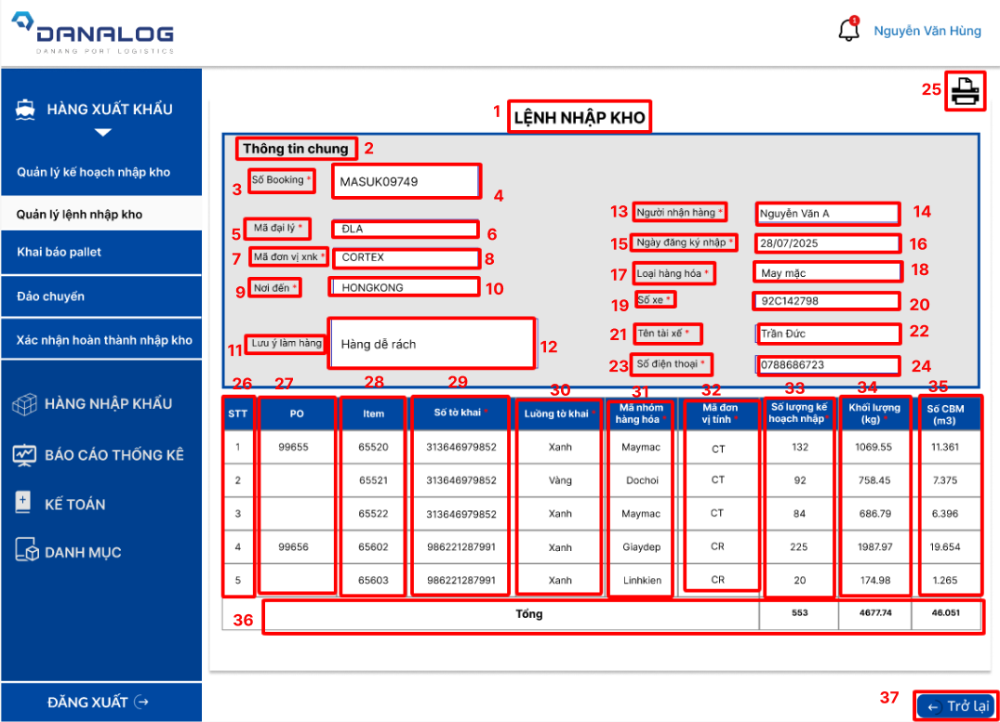 DANALOG
DANANG PORT LOGISTICS
1
Nguyễn Văn Hùng
HÀNG XUẤT KHẨU
Quản lý kế hoạch nhập kho
Quản lý lệnh nhập kho
Khai báo pallet
Đảo chuyển
Xác nhận hoàn thành nhập kho
HÀNG NHẬP KHẨU
BÁO CÁO THỐNG KÊ
KẾ TOÁN
DANH MỤC
ĐĂNG XUẤT
25
1 LỆNH NHẬP KHO
Thông tin chung 2
3 Số Booking * MASUK09749 4
5 Mã đại lý * ĐLA 6
7 Mã đơn vị xnk * CORTEX 8
9 Nơi đến * HONGKONG 10
11 Lưu ý làm hàng Hàng dễ rách 12
13 Người nhận hàng * Nguyễn Văn A 14
15 Ngày đăng ký nhập * 28/07/2025 16
17 Loại hàng hóa * May mặc 18
19 Số xe * 92C142798 20
21 Tên tài xế * Trần Đức 22
23 Số điện thoại * 0788686723 24
26 27 28 29 30 31 32 33 34 35
STT PO Item Số tờ khai * Luồng tờ khai * Mã nhóm hàng hóa * Mã đơn vị tính * Số lượng kế hoạch nhập * Khối lượng (kg) * Số CBM (m3)
1 99655 65520 313646979852 Xanh Maymac CT 132 1069.55 11.361
2 65521 313646979852 Vàng Dochoi CT 92 758.45 7.375
3 65522 313646979852 Xanh Maymac CT 84 686.79 6.396
4 99656 65602 986221287991 Xanh Giaydep CR 225 1987.97 19.654
5 65603 986221287991 Xanh Linhkien CR 20 174.98 1.265
36 Tổng 553 4677.74 46.051
37 ← Trở lại